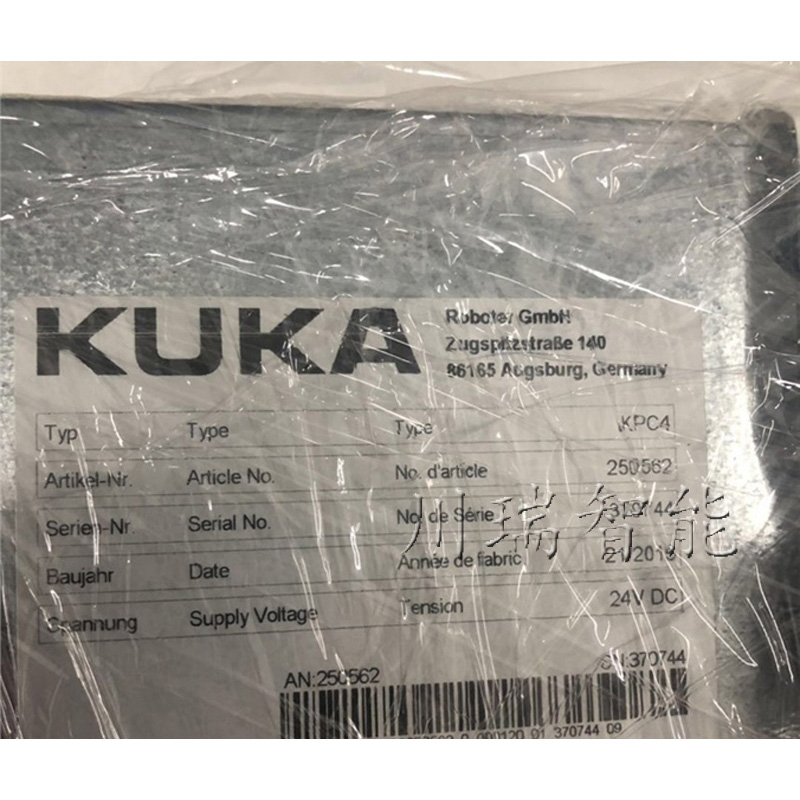 KUKA
Roboter GmbH
Zugspitzstraße 140
86165 Augsburg, Germany
Typ Type Type KPC4
Artikel-Nr. Article No. No. d'article 250562
Serien-Nr. Serial No. No. de Série
川瑞智能
Baujahr Date Année de fabric
Spannung Supply Voltage Tension 24V DC
AN:250562 SN:370744
370744 09